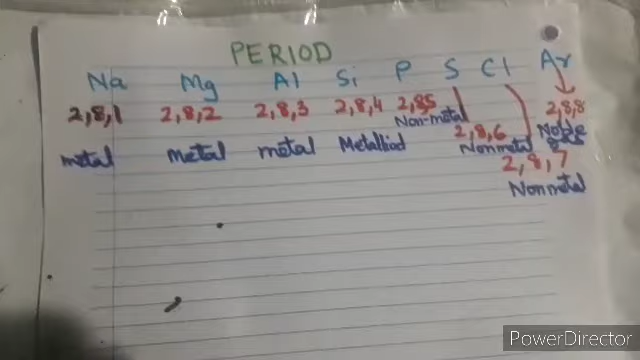 PERIOD
Na Mg Al Si P S Cl Ar
2,8,1 2,8,2 2,8,3 2,8,4 2,8,5 2,8,8
Non-metal Noble gas
2,8,6
metal Metal metal Metalliod Nonmetal
2,8,7
Nonmetal
PowerDirector